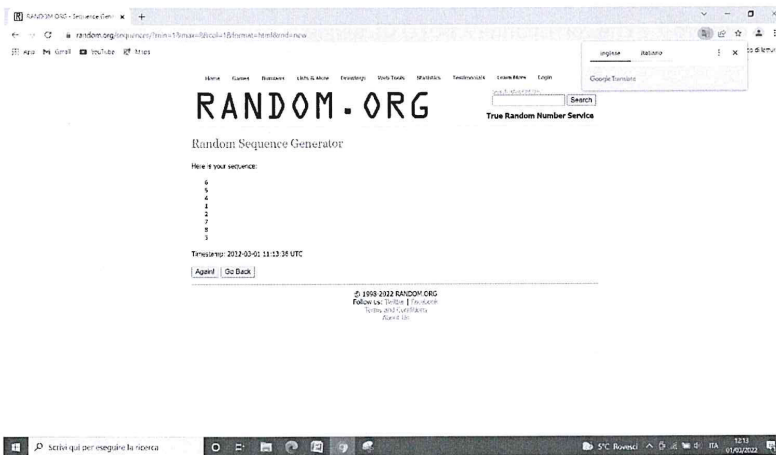 RANDOM.ORG - Sequence Gen
random.org/sequences/?min=1&max=8&col=1&format=html&rnd=new
App Gmail YouTube Maps
inglese italiano
Google Translate
Home Games Numbers Lists & More Drawings Web Tools Statistics Testimonials Learn More Login
RANDOM.ORG
Search
True Random Number Service
Random Sequence Generator
Here is your sequence:
6
5
4
1
2
7
8
3
Timestamp: 2022-03-01 11:13:38 UTC
Again! Go Back
© 1998-2022 RANDOM.ORG
Follow us: Twitter | Facebook
Terms and Conditions
About Us
Scrivi qui per eseguire la ricerca
5°C Rovesci
ITA
12:13
01/03/2022